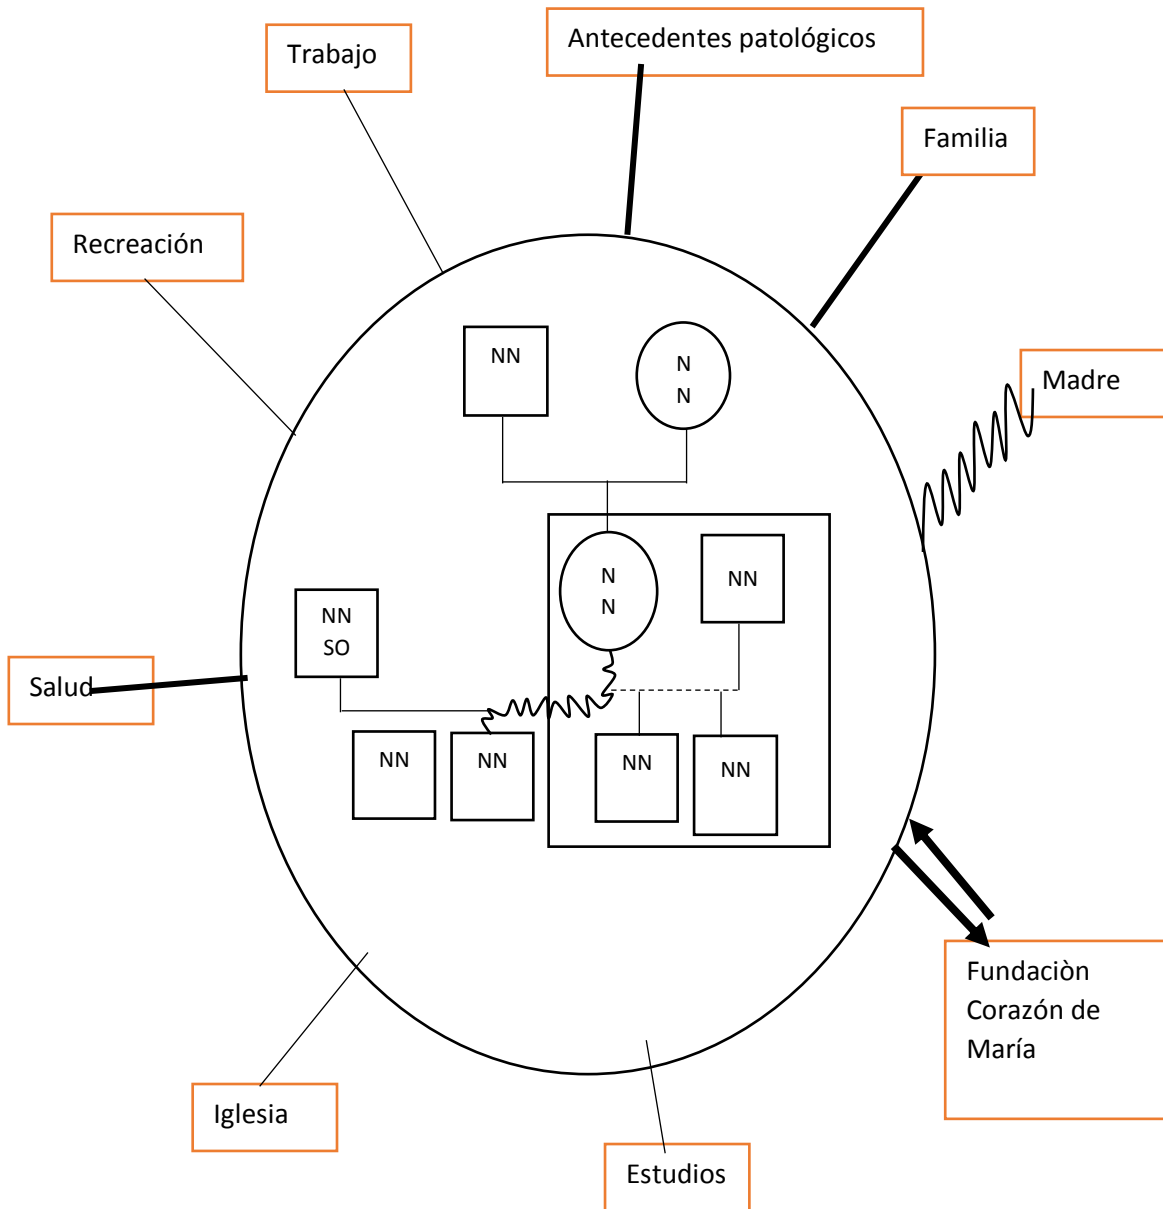 Antecedentes patológicos
Trabajo
Familia
Recreación
NN
N
N
Madre
N
N
NN
NN
SO
Salud
NN
NN
NN
NN
Fundaciòn
Corazón de
María
Iglesia
Estudios